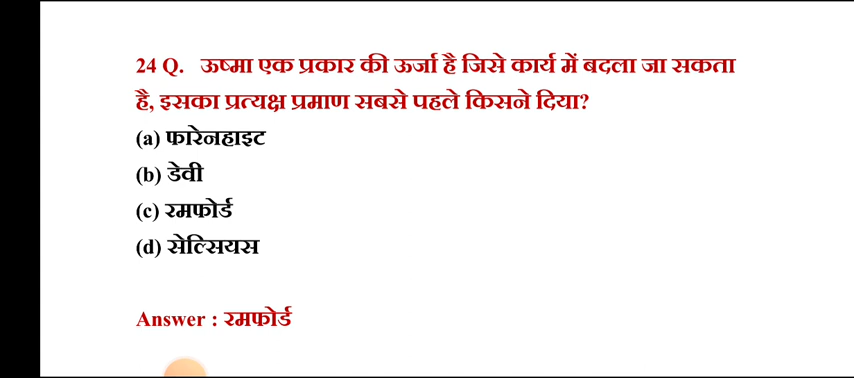 24 Q. ऊष्मा एक प्रकार की ऊर्जा है जिसे कार्य में बदला जा सकता
है, इसका प्रत्यक्ष प्रमाण सबसे पहले किसने दिया?
(a) फारेनहाइट
(b) डेवी
(c) रमफोर्ड
(d) सेल्सियस
Answer : रमफोर्ड